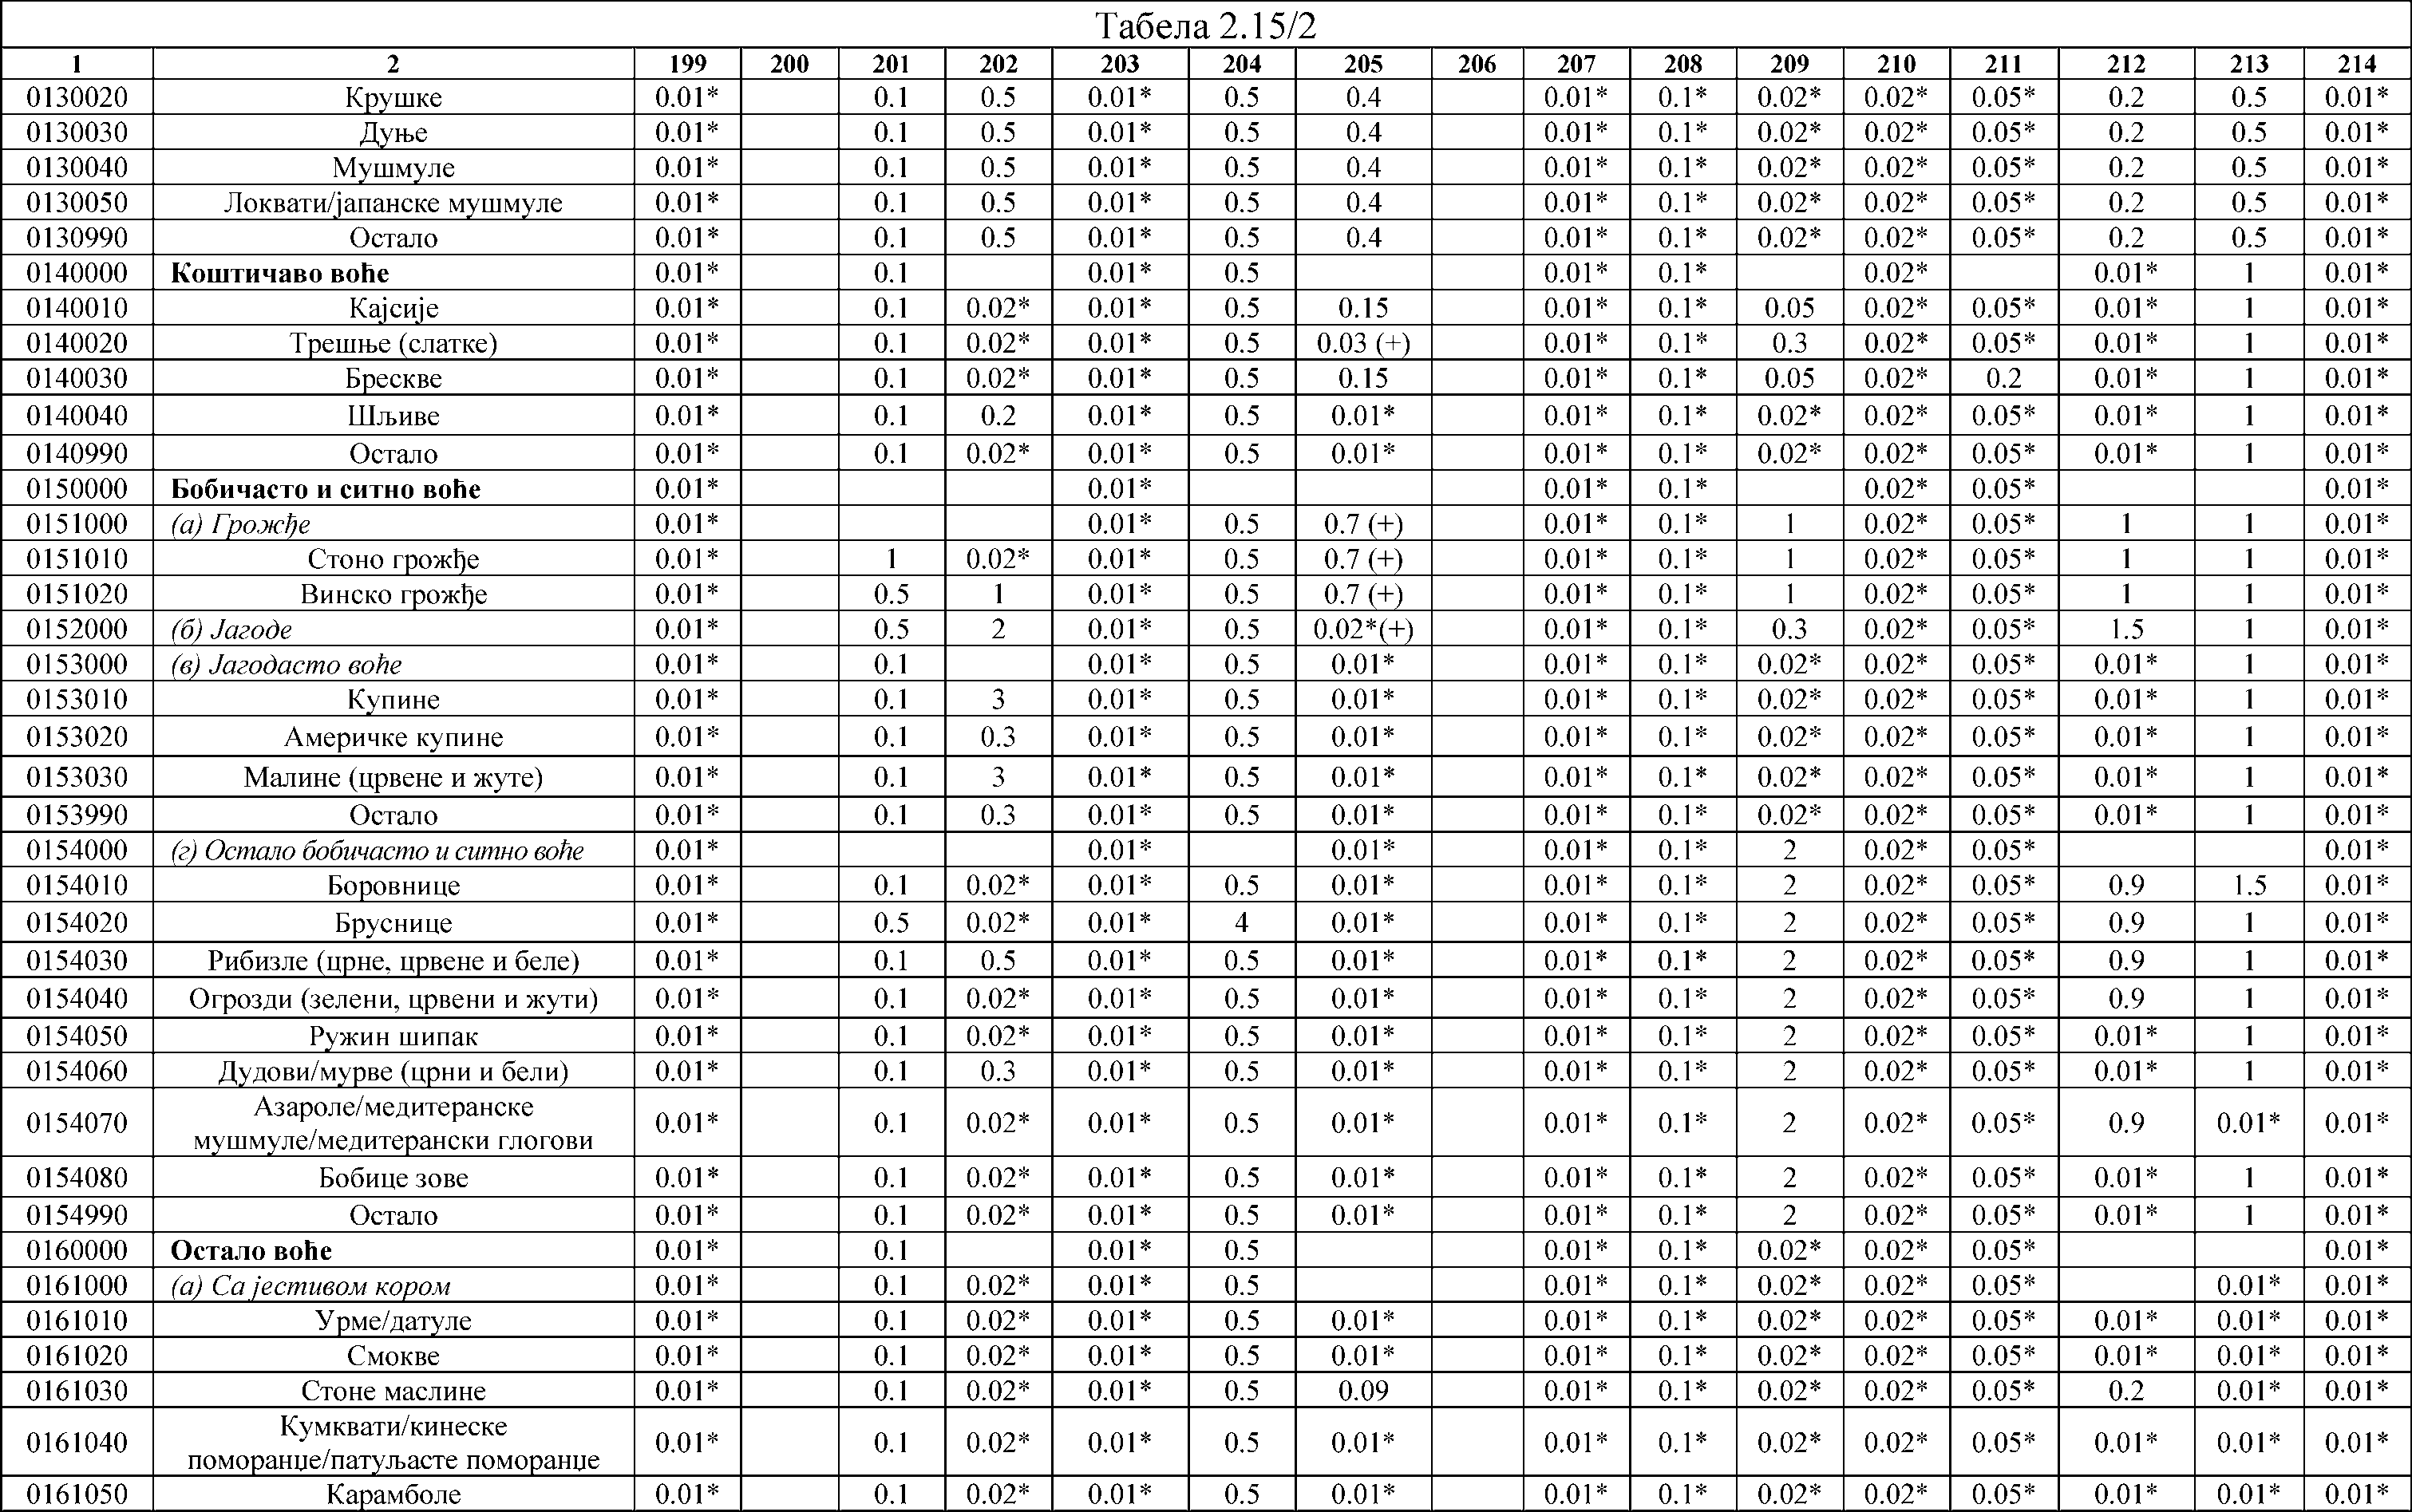 Табела 2.15/2
1 2 199 200 201 202 203 204 205 206 207 208 209 210 211 212 213 214
0130020 Крушке 0.01* 0.1 0.5 0.01* 0.5 0.4 0.01* 0.1* 0.02* 0.02* 0.05* 0.2 0.5 0.01*
0130030 Дуње 0.01* 0.1 0.5 0.01* 0.5 0.4 0.01* 0.1* 0.02* 0.02* 0.05* 0.2 0.5 0.01*
0130040 Мушмуле 0.01* 0.1 0.5 0.01* 0.5 0.4 0.01* 0.1* 0.02* 0.02* 0.05* 0.2 0.5 0.01*
0130050 Локвати/јапанске мушмуле 0.01* 0.1 0.5 0.01* 0.5 0.4 0.01* 0.1* 0.02* 0.02* 0.05* 0.2 0.5 0.01*
0130990 Остало 0.01* 0.1 0.5 0.01* 0.5 0.4 0.01* 0.1* 0.02* 0.02* 0.05* 0.2 0.5 0.01*
0140000 Коштичаво воће 0.01* 0.1 0.01* 0.5 0.01* 0.1* 0.02* 0.01* 1 0.01*
0140010 Кајсије 0.01* 0.1 0.02* 0.01* 0.5 0.15 0.01* 0.1* 0.05 0.02* 0.05* 0.01* 1 0.01*
0140020 Трешње (слатке) 0.01* 0.1 0.02* 0.01* 0.5 0.03 (+) 0.01* 0.1* 0.3 0.02* 0.05* 0.01* 1 0.01*
0140030 Брескве 0.01* 0.1 0.02* 0.01* 0.5 0.15 0.01* 0.1* 0.05 0.02* 0.2 0.01* 1 0.01*
0140040 Шљиве 0.01* 0.1 0.2 0.01* 0.5 0.01* 0.01* 0.1* 0.02* 0.02* 0.05* 0.01* 1 0.01*
0140990 Остало 0.01* 0.1 0.02* 0.01* 0.5 0.01* 0.01* 0.1* 0.02* 0.02* 0.05* 0.01* 1 0.01*
0150000 Бобичасто и ситно воће 0.01* 0.01* 0.01* 0.1* 0.02* 0.05* 0.01*
0151000 (а) Грожђе 0.01* 0.01* 0.5 0.7 (+) 0.01* 0.1* 1 0.02* 0.05* 1 1 0.01*
0151010 Стоно грожђе 0.01* 1 0.02* 0.01* 0.5 0.7 (+) 0.01* 0.1* 1 0.02* 0.05* 1 1 0.01*
0151020 Винско грожђе 0.01* 0.5 1 0.01* 0.5 0.7 (+) 0.01* 0.1* 1 0.02* 0.05* 1 1 0.01*
0152000 (б) Јагоде 0.01* 0.5 2 0.01* 0.5 0.02*(+) 0.01* 0.1* 0.3 0.02* 0.05* 1.5 1 0.01*
0153000 (в) Јагодасто воће 0.01* 0.1 0.01* 0.5 0.01* 0.01* 0.1* 0.02* 0.02* 0.05* 0.01* 1 0.01*
0153010 Купине 0.01* 0.1 3 0.01* 0.5 0.01* 0.01* 0.1* 0.02* 0.02* 0.05* 0.01* 1 0.01*
0153020 Америчке купине 0.01* 0.1 0.3 0.01* 0.5 0.01* 0.01* 0.1* 0.02* 0.02* 0.05* 0.01* 1 0.01*
0153030 Малине (црвене и жуте) 0.01* 0.1 3 0.01* 0.5 0.01* 0.01* 0.1* 0.02* 0.02* 0.05* 0.01* 1 0.01*
0153990 Остало 0.01* 0.1 0.3 0.01* 0.5 0.01* 0.01* 0.1* 0.02* 0.02* 0.05* 0.01* 1 0.01*
0154000 (г) Остало бобичасто и ситно воће 0.01* 0.01* 0.01* 0.01* 0.1* 2 0.02* 0.05* 0.01*
0154010 Боровнице 0.01* 0.1 0.02* 0.01* 0.5 0.01* 0.01* 0.1* 2 0.02* 0.05* 0.9 1.5 0.01*
0154020 Бруснице 0.01* 0.5 0.02* 0.01* 4 0.01* 0.01* 0.1* 2 0.02* 0.05* 0.9 1 0.01*
0154030 Рибизле (црне, црвене и беле) 0.01* 0.1 0.5 0.01* 0.5 0.01* 0.01* 0.1* 2 0.02* 0.05* 0.9 1 0.01*
0154040 Огрозди (зелени, црвени и жути) 0.01* 0.1 0.02* 0.01* 0.5 0.01* 0.01* 0.1* 2 0.02* 0.05* 0.9 1 0.01*
0154050 Ружин шипак 0.01* 0.1 0.02* 0.01* 0.5 0.01* 0.01* 0.1* 2 0.02* 0.05* 0.01* 1 0.01*
0154060 Дудови/мурве (црни и бели) 0.01* 0.1 0.3 0.01* 0.5 0.01* 0.01* 0.1* 2 0.02* 0.05* 0.01* 1 0.01*
Азароле/медитеранске
0154070 мушмуле/медитерански глогови 0.01* 0.1 0.02* 0.01* 0.5 0.01* 0.01* 0.1* 2 0.02* 0.05* 0.9 0.01* 0.01*
0154080 Бобице зове 0.01* 0.1 0.02* 0.01* 0.5 0.01* 0.01* 0.1* 2 0.02* 0.05* 0.01* 1 0.01*
0154990 Остало 0.01* 0.1 0.02* 0.01* 0.5 0.01* 0.01* 0.1* 2 0.02* 0.05* 0.01* 1 0.01*
0160000 Остало воће 0.01* 0.1 0.01* 0.5 0.01* 0.1* 0.02* 0.02* 0.05* 0.01*
0161000 (а) Са јестивом кором 0.01* 0.1 0.02* 0.01* 0.5 0.01* 0.1* 0.02* 0.02* 0.05* 0.01* 0.01*
0161010 Урме/датуле 0.01* 0.1 0.02* 0.01* 0.5 0.01* 0.01* 0.1* 0.02* 0.02* 0.05* 0.01* 0.01* 0.01*
0161020 Смокве 0.01* 0.1 0.02* 0.01* 0.5 0.01* 0.01* 0.1* 0.02* 0.02* 0.05* 0.01* 0.01* 0.01*
0161030 Стоне маслине 0.01* 0.1 0.02* 0.01* 0.5 0.09 0.01* 0.1* 0.02* 0.02* 0.05* 0.2 0.01* 0.01*
Кумквати/кинеске
0161040 поморанџе/патуљасте поморанџе 0.01* 0.1 0.02* 0.01* 0.5 0.01* 0.01* 0.1* 0.02* 0.02* 0.05* 0.01* 0.01* 0.01*
0161050 Карамболе 0.01* 0.1 0.02* 0.01* 0.5 0.01* 0.01* 0.1* 0.02* 0.02* 0.05* 0.01* 0.01* 0.01*